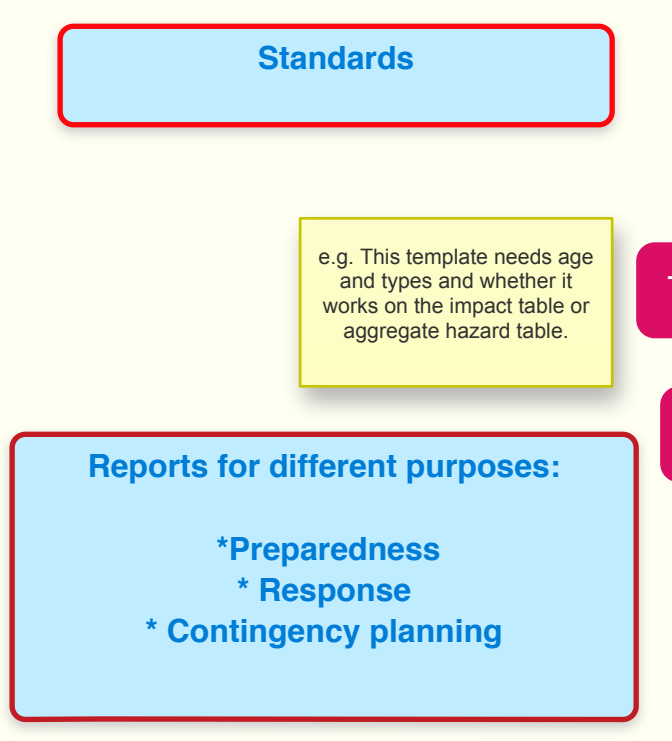 Standards
e.g. This template needs age
and types and whether it
works on the impact table or
aggregate hazard table.
Reports for different purposes:
*Preparedness
* Response
* Contingency planning